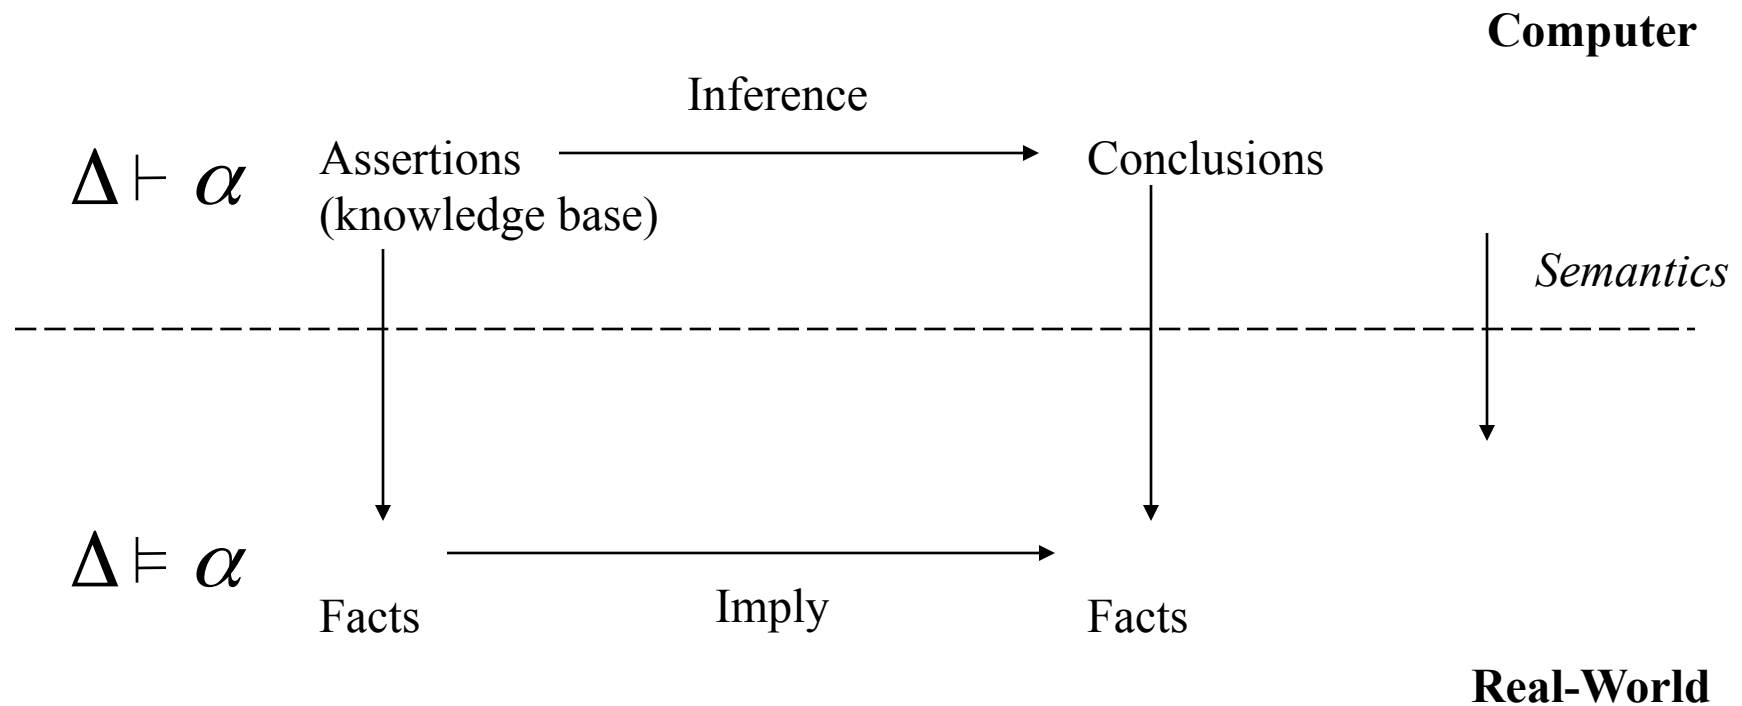 Computer
Inference
Δ ⊢ α Assertions Conclusions
(knowledge base)
Semantics
Δ ⊨ α
Facts Imply Facts
Real-World